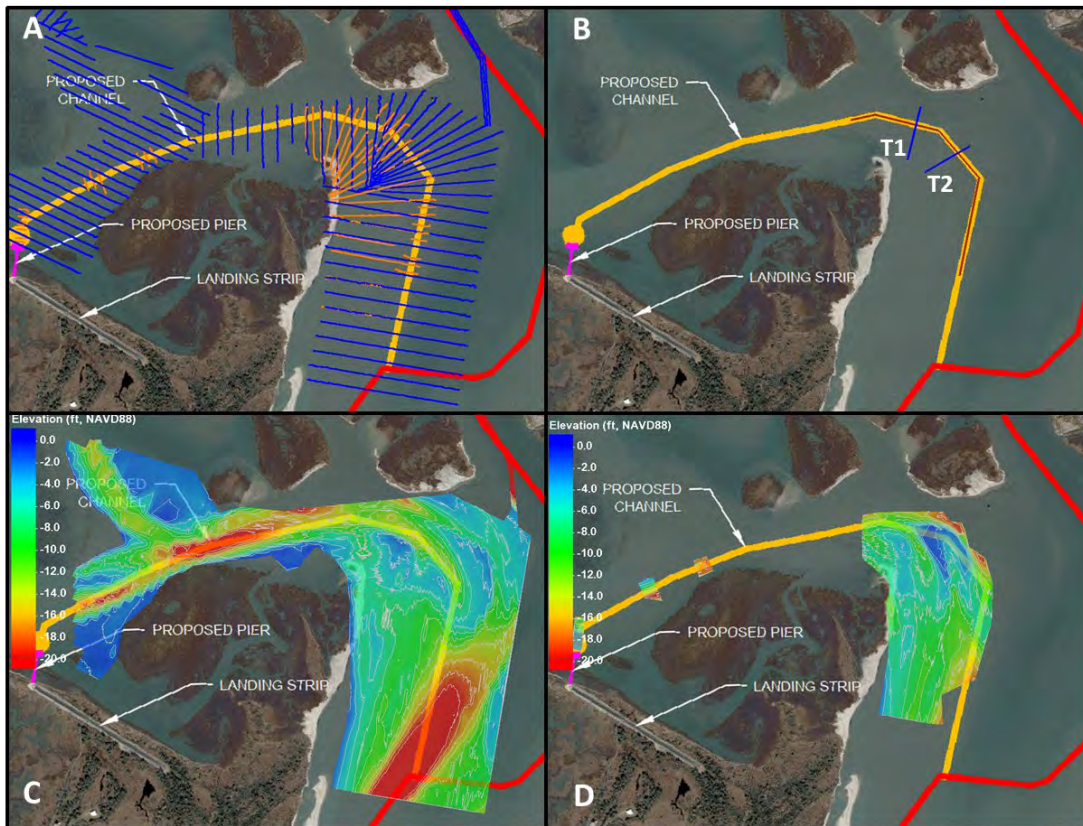 A
PROPOSED
CHANNEL
PROPOSED PIER
LANDING STRIP
B
PROPOSED
CHANNEL
T1
T2
PROPOSED PIER
LANDING STRIP
Elevation (ft, NAVD88)
0.0
-2.0
-4.0
-6.0
-8.0
-10.0
-12.0
-14.0
-16.0
-18.0
-20.0
PROPOSED
CHANNEL
PROPOSED PIER
LANDING STRIP
C
Elevation (ft, NAVD88)
0.0
-2.0
-4.0
-6.0
-8.0
-10.0
-12.0
-14.0
-16.0
-18.0
-20.0
PROPOSED
CHANNEL
PROPOSED PIER
LANDING STRIP
D